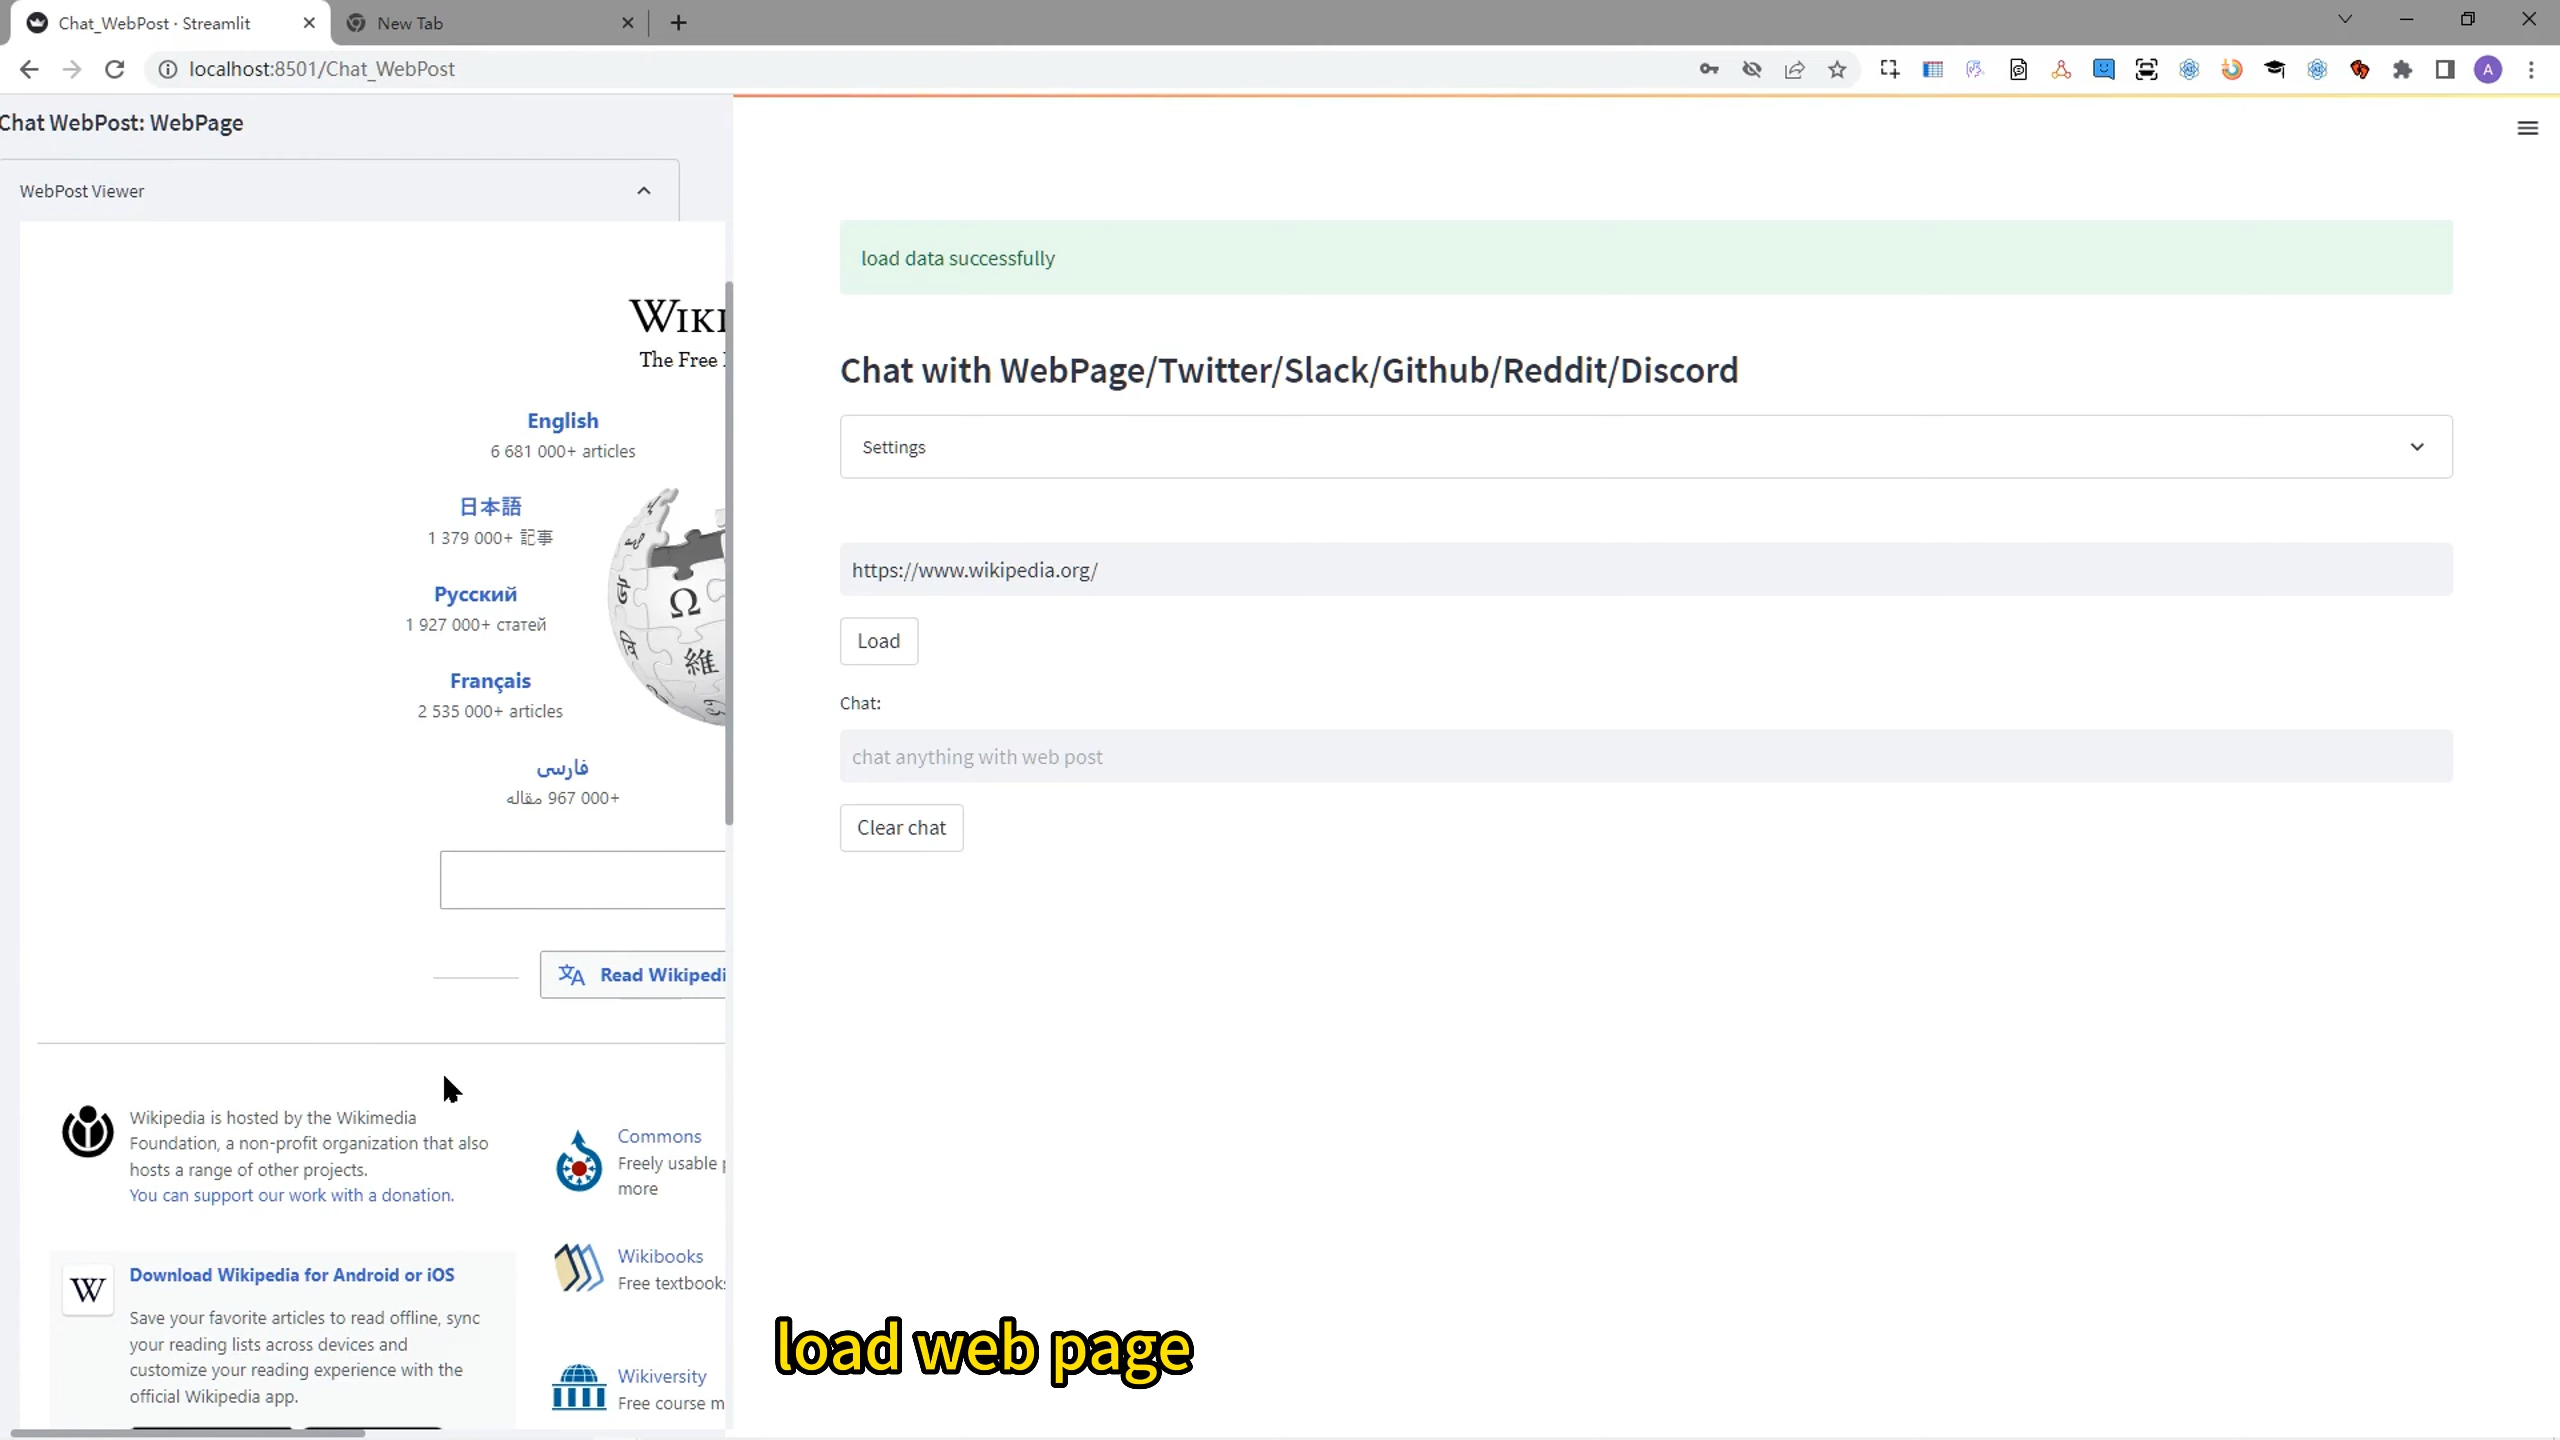 Chat_WebPost · Streamlit
New Tab
localhost:8501/Chat_WebPost
A
Chat WebPost: WebPage
WebPost Viewer
WIKI
The Free
English
6 681 000+ articles
日本語
1 379 000+ 記事
Русский
1 927 000+ статей
Français
2 535 000+ articles
فارسی
967 000+ مقاله
Ω
維
Read Wikipedi
Wikipedia is hosted by the Wikimedia
Foundation, a non-profit organization that also
hosts a range of other projects.
You can support our work with a donation.
W
Download Wikipedia for Android or iOS
Save your favorite articles to read offline, sync
your reading lists across devices and
customize your reading experience with the
official Wikipedia app.
Commons
Freely usable
more
Wikibooks
Free textbook
Wikiversity
Free course m
load data successfully
Chat with WebPage/Twitter/Slack/Github/Reddit/Discord
Settings
https://www.wikipedia.org/
Load
Chat:
chat anything with web post
Clear chat
load web page